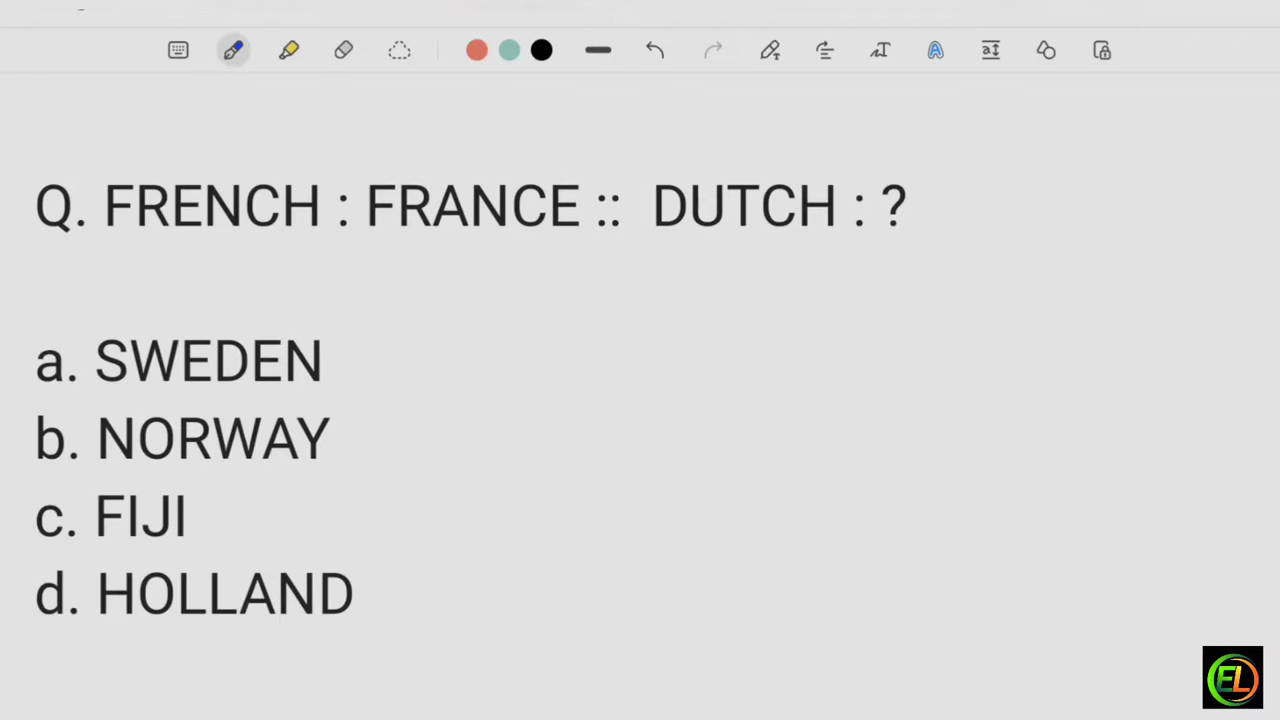 Q. FRENCH : FRANCE :: DUTCH : ?
a. SWEDEN
b. NORWAY
c. FIJI
d. HOLLAND
EL